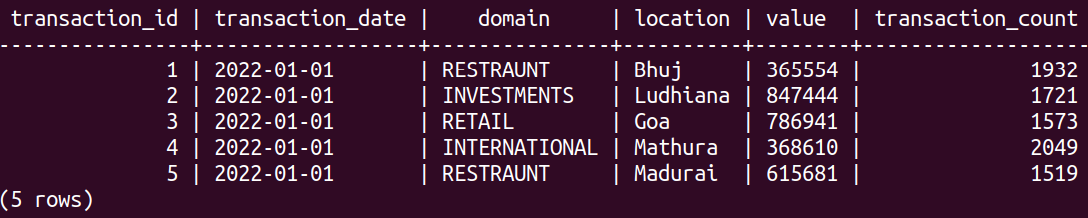 transaction_id | transaction_date |    domain     | location | value  | transaction_count
----------------+------------------+---------------+----------+--------+-------------------
              1 | 2022-01-01       | RESTRAUNT     | Bhuj     | 365554 |              1932
              2 | 2022-01-01       | INVESTMENTS   | Ludhiana | 847444 |              1721
              3 | 2022-01-01       | RETAIL        | Goa      | 786941 |              1573
              4 | 2022-01-01       | INTERNATIONAL | Mathura  | 368610 |              2049
              5 | 2022-01-01       | RESTRAUNT     | Madurai  | 615681 |              1519
(5 rows)